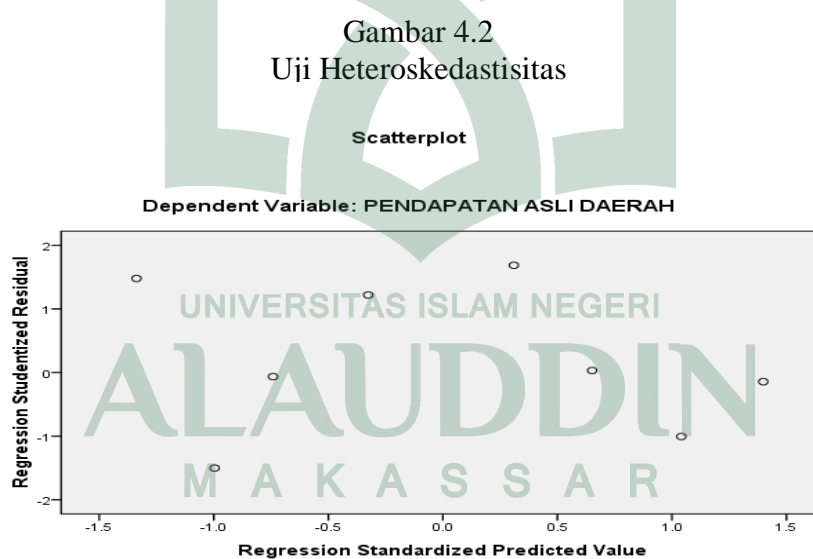 Gambar 4.2
Uji Heteroskedastisitas
Scatterplot
Dependent Variable: PENDAPATAN ASLI DAERAH
Regression Studentized Residual
2
1
0
-1
-2
UNIVERSITAS ISLAM NEGERI
ALAUDDIN
MAKASSAR
-1.5 -1.0 -0.5 0.0 0.5 1.0 1.5
Regression Standardized Predicted Value